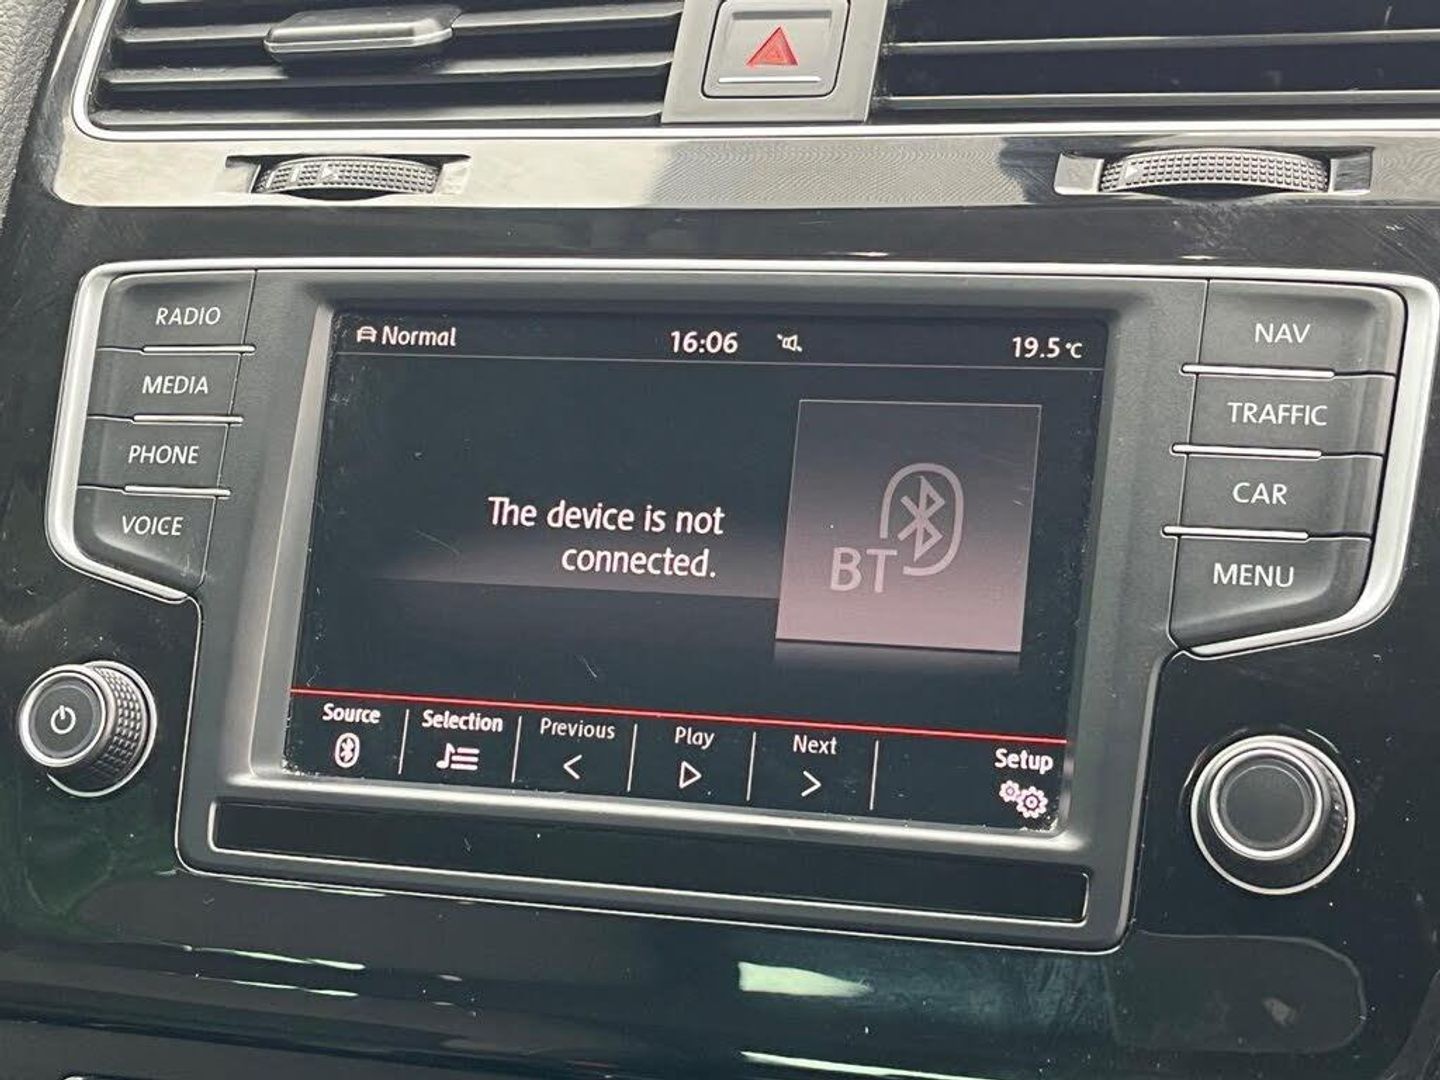 RADIO
MEDIA
PHONE
VOICE
Normal
16:06
19.5 °C
The device is not
connected.
BT
Source
Selection
Previous
Play
Next
Setup
NAV
TRAFFIC
CAR
MENU